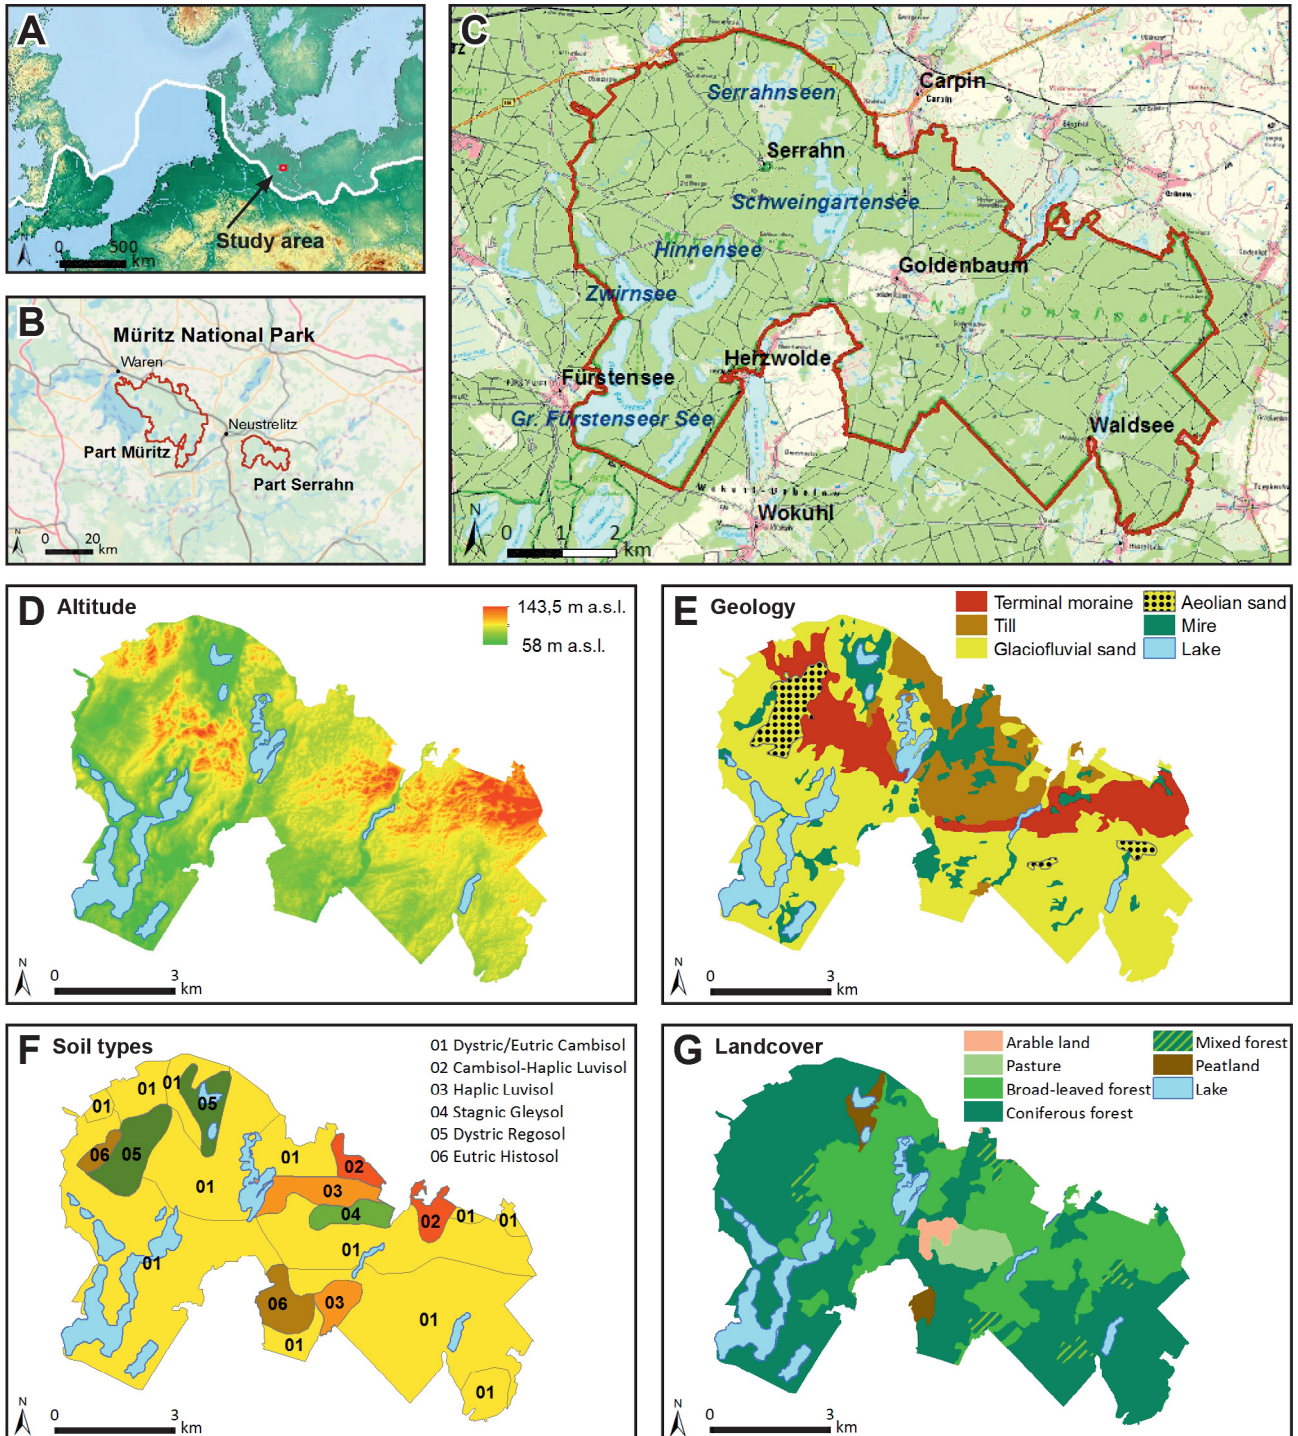 A
0
500
km
Study area
B
Müritz National Park
Waren
Neustrelitz
Part Müritz
Part Serrahn
N
0
20
km
C
Carpin
Carpin
Serrahnseen
Serrahn
Schweingartensee
Hinnensee
Goldenbaum
Zwirnsee
Nationalpark
Herzwolde
Fürstensee
Gr. Fürstenseer See
Waldsee
Wokuhl
N
0
1
2
km
D Altitude
143,5 m a.s.l.
58 m a.s.l.
N
0
3
km
E Geology
Terminal moraine
Till
Glaciofluvial sand
Aeolian sand
Mire
Lake
N
0
3
km
F Soil types
01 Dystric/Eutric Cambisol
02 Cambisol-Haplic Luvisol
03 Haplic Luvisol
04 Stagnic Gleysol
05 Dystric Regosol
06 Eutric Histosol
01
01
01
05
06
05
01
02
01
03
04
02
01
01
01
01
06
03
01
01
01
N
0
3
km
G Landcover
Arable land
Pasture
Broad-leaved forest
Coniferous forest
Mixed forest
Peatland
Lake
N
0
3
km